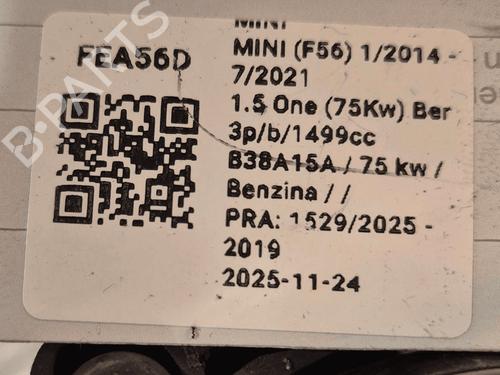 MINI
FEA56D
MINI (F56) 1/2014 -
7/2021
1.5 One (75Kw) Ber
3p/b/1499cc
B38A15A / 75 kw /
Benzina / /
PRA: 1529/2025 -
2019
2025-11-24
B-PARTS